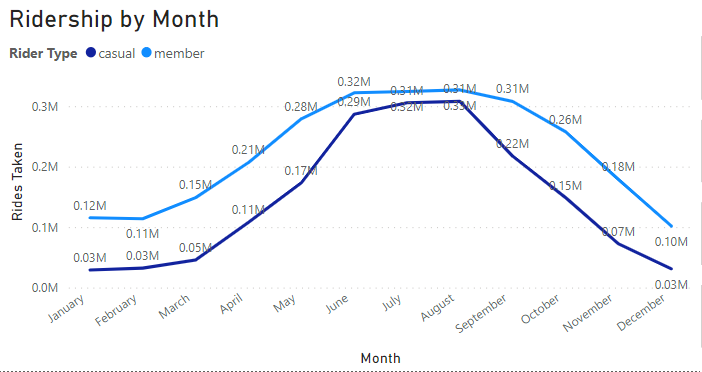 Ridership by Month
Rider Type casual member
Rides Taken
0.3M
0.2M
0.1M
0.0M
0.12M
0.11M
0.15M
0.21M
0.28M
0.32M
0.31M
0.31M
0.31M
0.26M
0.18M
0.10M
0.03M
0.03M
0.05M
0.11M
0.17M
0.29M
0.32M
0.33M
0.22M
0.15M
0.07M
0.03M
January
February
March
April
May
June
July
August
September
October
November
December
Month